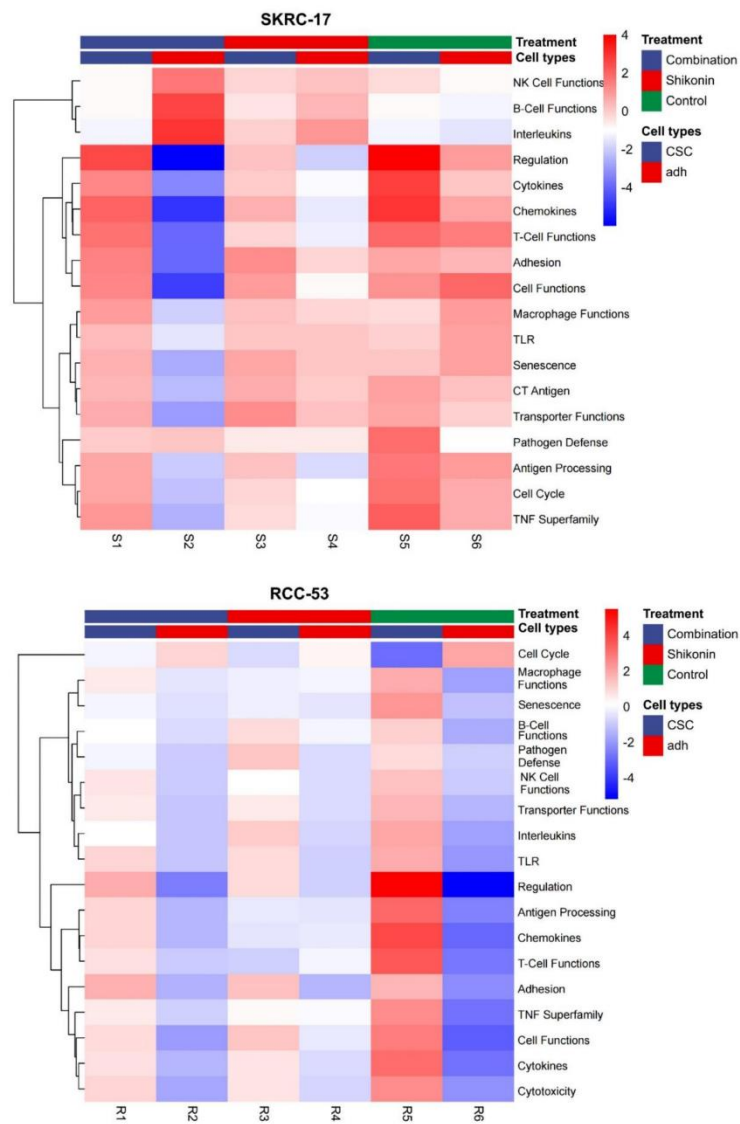 SKRC-17
Treatment
Cell types
NK Cell Functions
B-Cell Functions
Interleukins
Regulation
Cytokines
Chemokines
T-Cell Functions
Adhesion
Cell Functions
Macrophage Functions
TLR
Senescence
CT Antigen
Transporter Functions
Pathogen Defense
Antigen Processing
Cell Cycle
TNF Superfamily
S1 S2 S3 S4 S5 S6
4
2
0
-2
-4
Treatment
Combination
Shikonin
Control
Cell types
CSC
adh
RCC-53
Treatment
Cell types
Cell Cycle
Macrophage
Functions
Senescence
B-Cell
Functions
Pathogen
Defense
NK Cell
Functions
Transporter Functions
Interleukins
TLR
Regulation
Antigen Processing
Chemokines
T-Cell Functions
Adhesion
TNF Superfamily
Cell Functions
Cytokines
Cytotoxicity
R1 R2 R3 R4 R5 R6
4
2
0
-2
-4
Treatment
Combination
Shikonin
Control
Cell types
CSC
adh